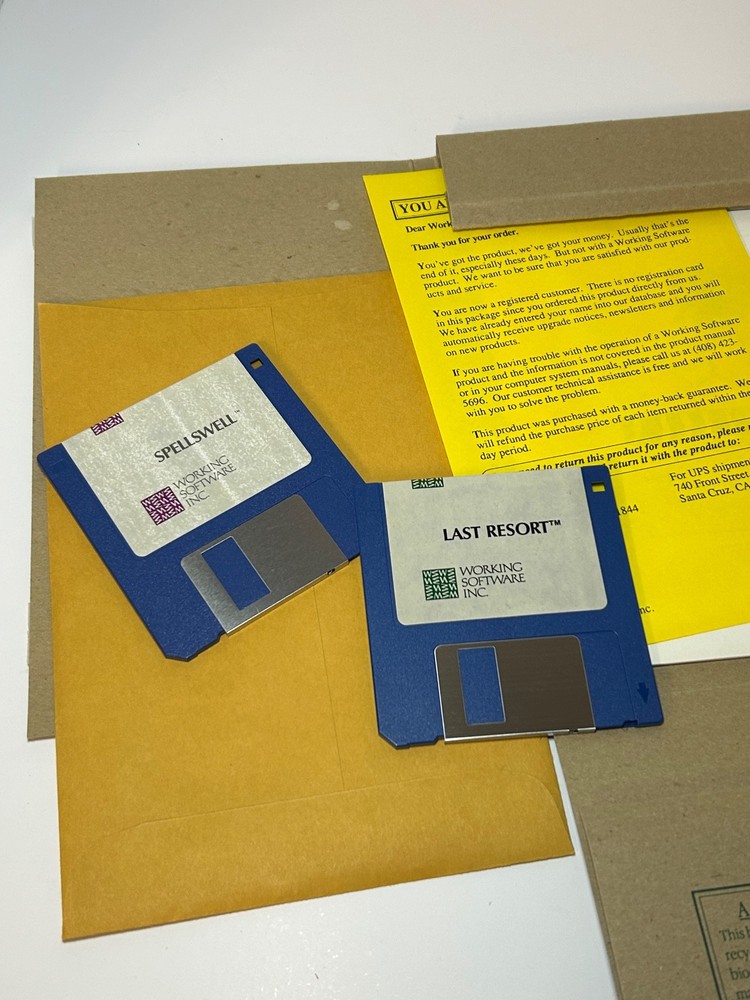 YOU A
Dear Work
Thank you for your order.
You've got the product, we've got your money. Usually that's the
end of it, especially these days. But not with a Working Software
product. We want to be sure that you are satisfied with our prod-
ucts and service.
You are now a registered customer. There is no registration card
in this package since you ordered this product directly from us.
We have already entered your name into our database and you will
automatically receive upgrade notices, newsletters and information
on new products.
If you are having trouble with the operation of a Working Software
product and the information is not covered in the product manual
or in your computer system manuals, please call us at (408) 423-
5696. Our customer technical assistance is free and we will work
with you to solve the problem.
This product was purchased with a money-back guarantee. We
will refund the purchase price of each item returned within the
day period.
need to return this product for any reason, please
return it with the product to:
For UPS shipmen
740 Front Street,
Santa Cruz, CA
1844
nc.
SPELLSWELL™
WORKING
SOFTWARE
INC
LAST RESORT™
WORKING
SOFTWARE
INC.
A
This b
recy
bio